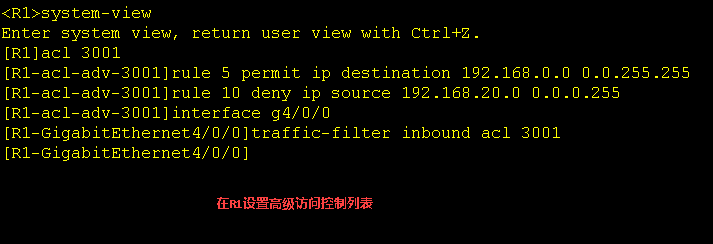 <R1>system-view
Enter system view, return user view with Ctrl+Z.
[R1]acl 3001
[R1-acl-adv-3001]rule 5 permit ip destination 192.168.0.0 0.0.255.255
[R1-acl-adv-3001]rule 10 deny ip source 192.168.20.0 0.0.0.255
[R1-acl-adv-3001]interface g4/0/0
[R1-GigabitEthernet4/0/0]traffic-filter inbound acl 3001
[R1-GigabitEthernet4/0/0]
在R1设置高级访问控制列表